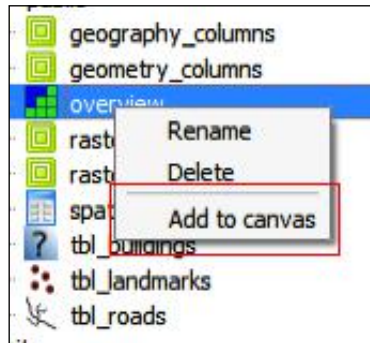 geography_columns
geometry_columns
overview
Rename
Delete
Add to canvas
tbl_buildings
tbl_landmarks
tbl_roads